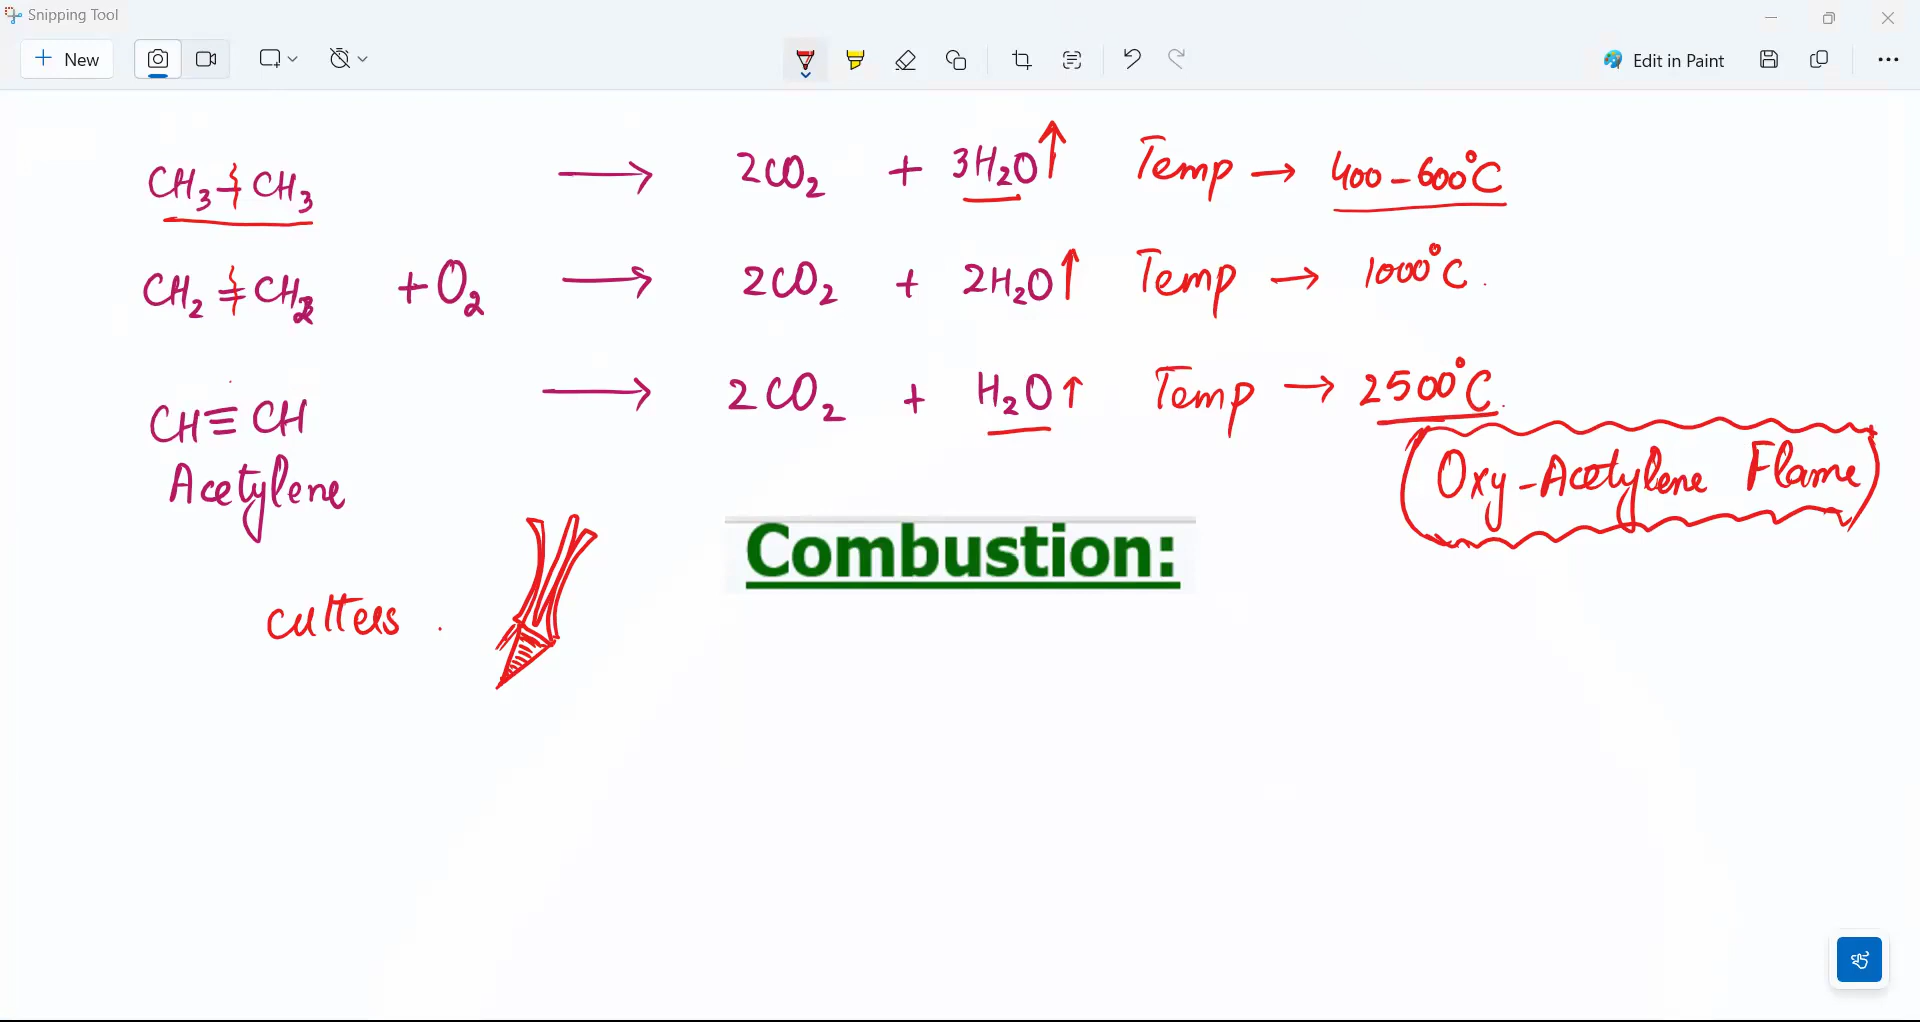 Snipping Tool
New
Edit in Paint
CH₃-CH₃ → 2CO₂ + 3H₂O↑ Temp → 400-600°C
CH₂=CH₂ +O₂ → 2CO₂ + 2H₂O↑ Temp → 1000°C.
CH≡CH → 2CO₂ + H₂O↑ Temp → 2500°C.
Acetylene
Oxy-Acetylene Flame
Combustion:
cutters.